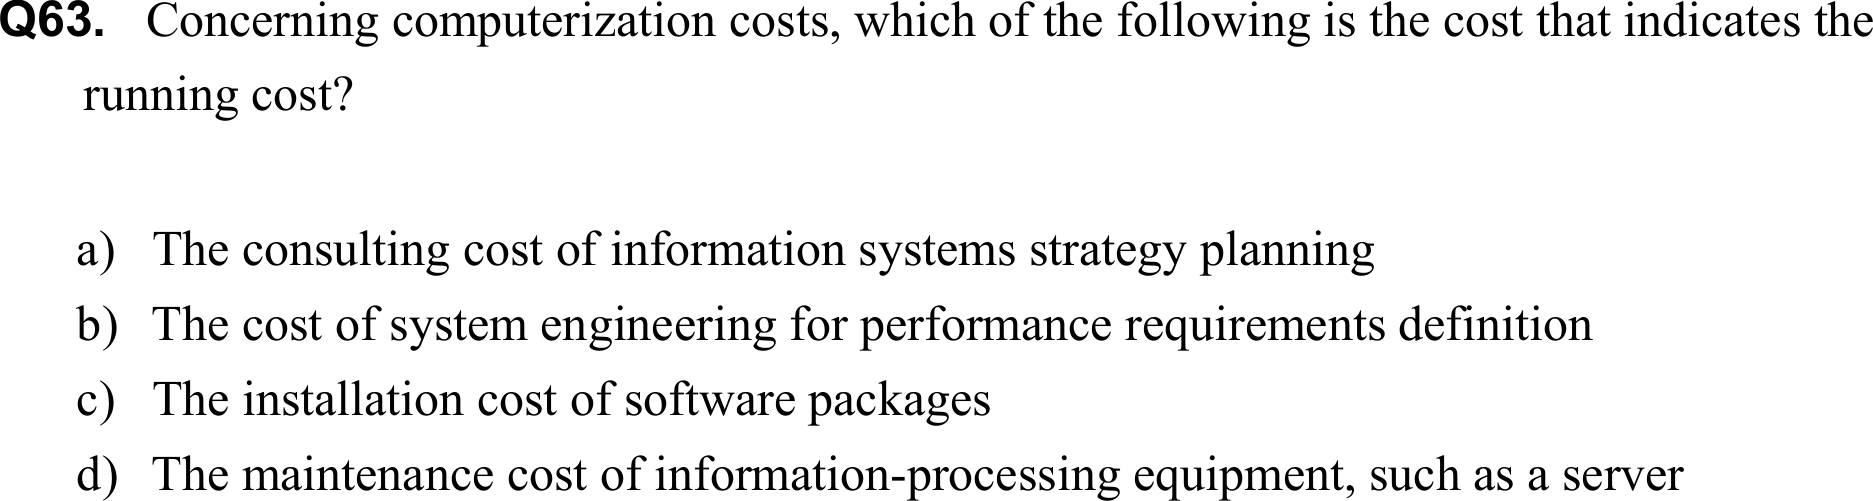 Q63. Concerning computerization costs, which of the following is the cost that indicates the
running cost?
a) The consulting cost of information systems strategy planning
b) The cost of system engineering for performance requirements definition
c) The installation cost of software packages
d) The maintenance cost of information-processing equipment, such as a server